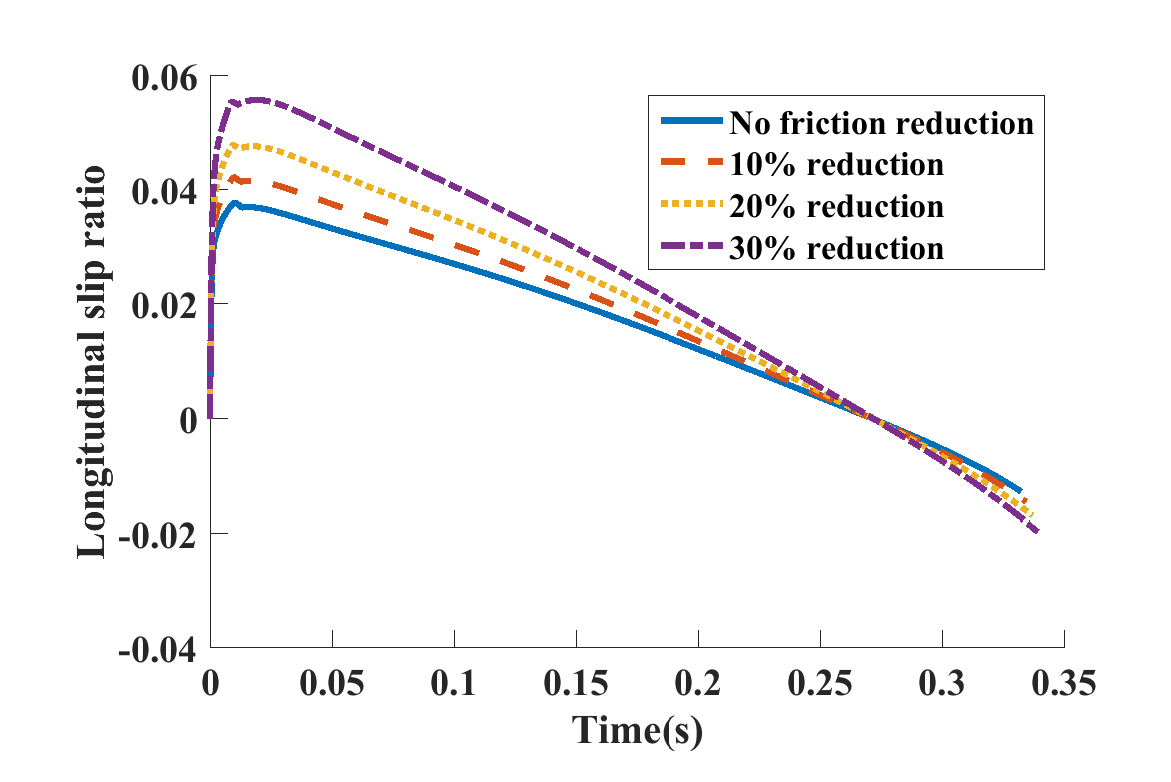 0.06
0.04
0.02
0
-0.02
-0.04
Longitudinal slip ratio
No friction reduction
10% reduction
20% reduction
30% reduction
0 0.05 0.1 0.15 0.2 0.25 0.3 0.35
Time(s)